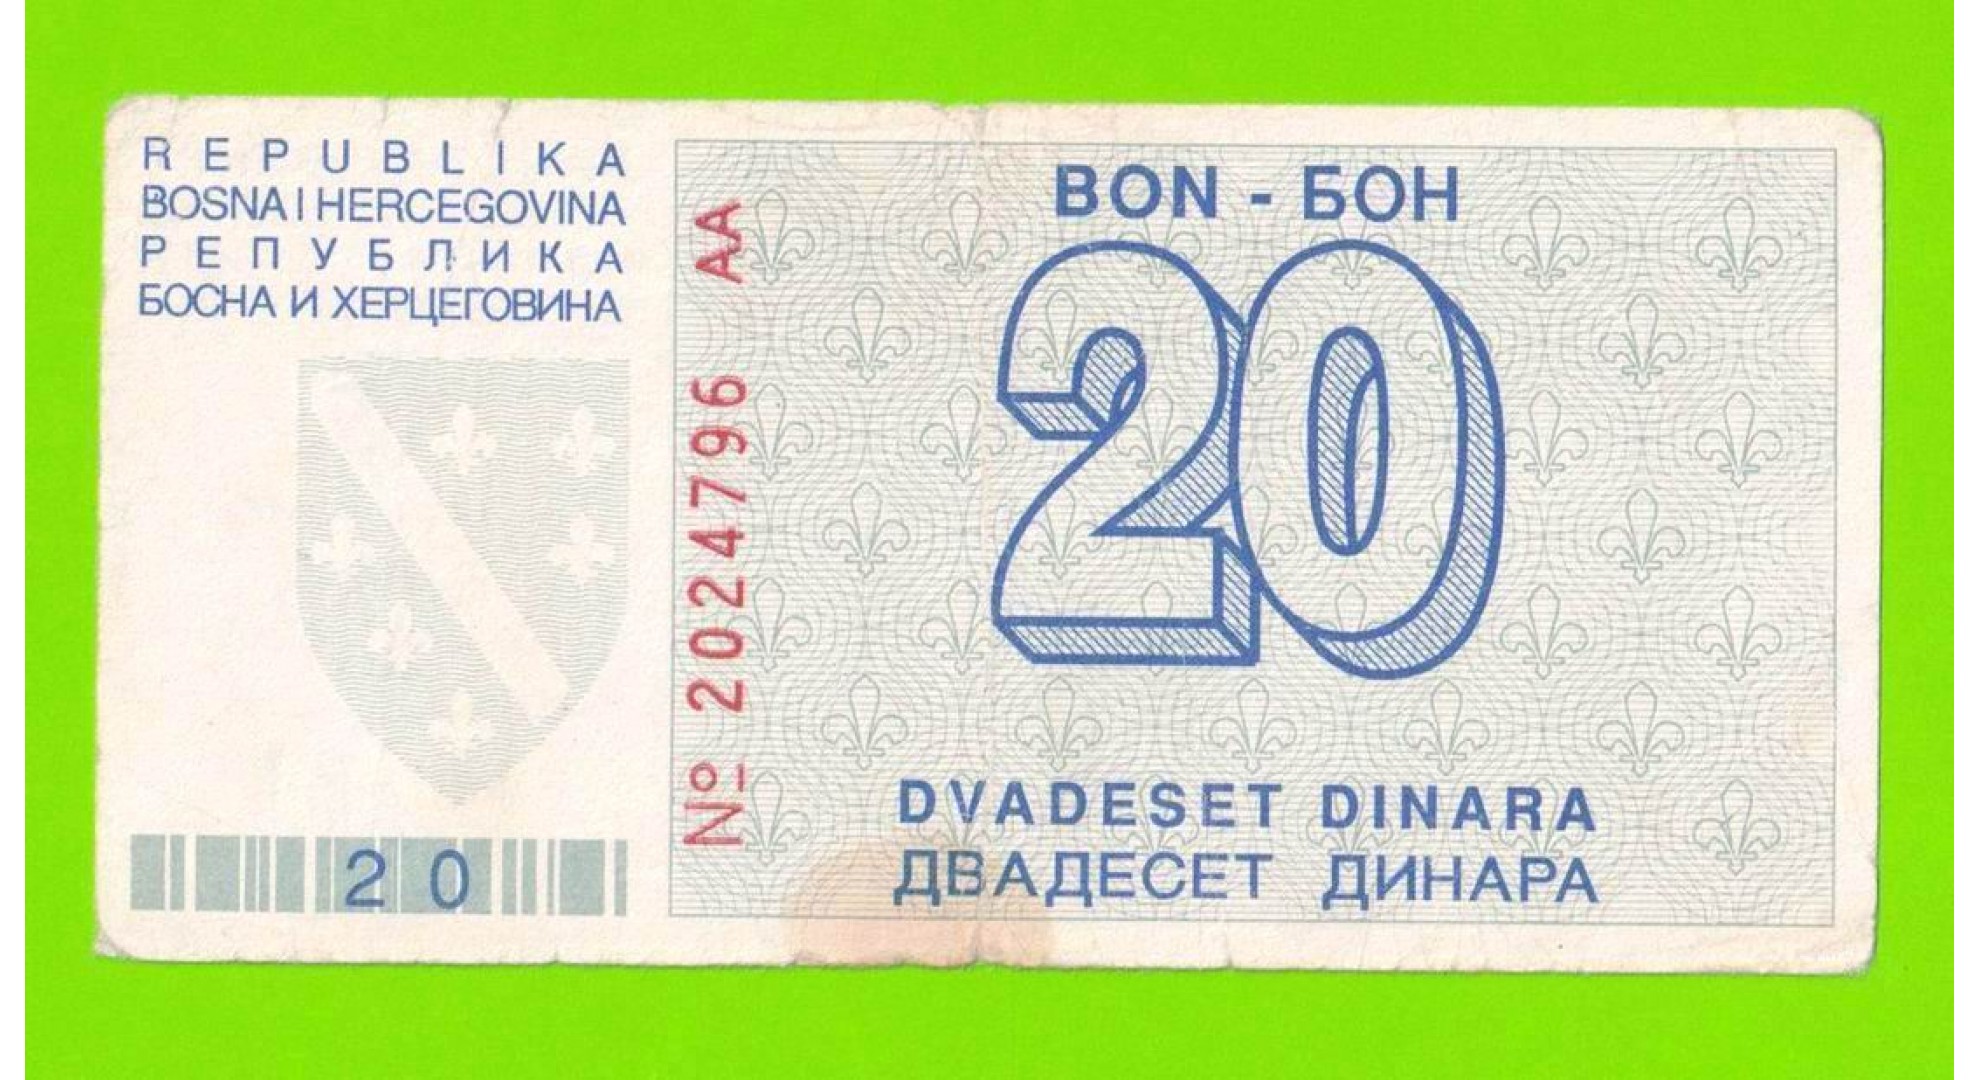 REPUBLIKA
BOSNA I HERCEGOVINA
РЕПУБЛИКА
БОСНА И ХЕРЦЕГОВИНА
20
№ 2024796 AA
BON - БОН
20
DVADESET DINARA
ДВАДЕСЕТ ДИНАРА